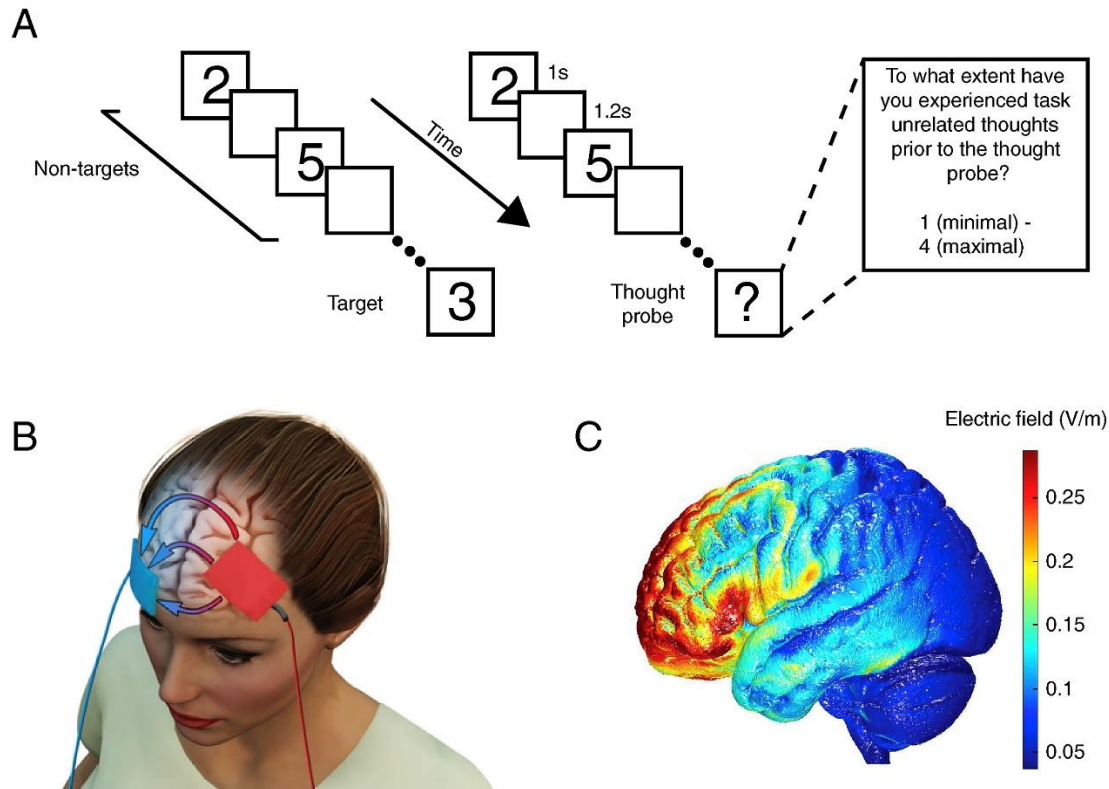 A
2
5
3
Non-targets
Target
Time
2
1s
1.2s
5
?
Thought
probe
To what extent have
you experienced task
unrelated thoughts
prior to the thought
probe?
1 (minimal) -
4 (maximal)
B
C
Electric field (V/m)
0.25
0.2
0.15
0.1
0.05